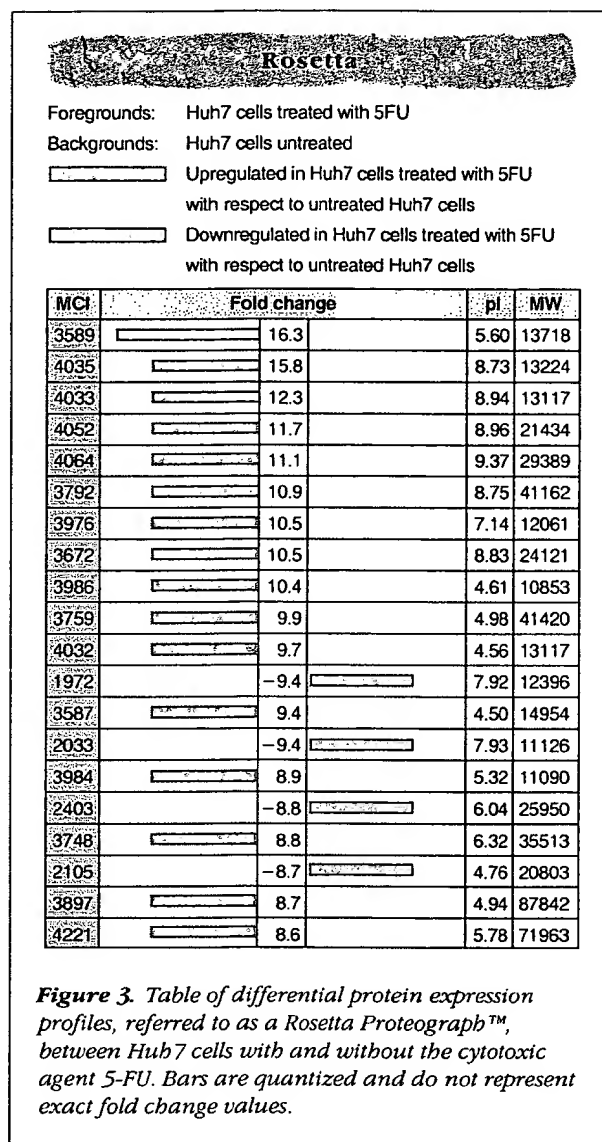 Rosetta
Foregrounds: Huh7 cells treated with 5FU
Backgrounds: Huh7 cells untreated
Upregulated in Huh7 cells treated with 5FU
with respect to untreated Huh7 cells
Downregulated in Huh7 cells treated with 5FU
with respect to untreated Huh7 cells
MCI Fold change pI MW
3589 16.3 5.60 13718
4035 15.8 8.73 13224
4033 12.3 8.94 13117
4052 11.7 8.96 21434
4064 11.1 9.37 29389
3792 10.9 8.75 41162
3976 10.5 7.14 12061
3672 10.5 8.83 24121
3986 10.4 4.61 10853
3759 9.9 4.98 41420
4032 9.7 4.56 13117
1972 −9.4 7.92 12396
3587 9.4 4.50 14954
2033 −9.4 7.93 11126
3984 8.9 5.32 11090
2403 −8.8 6.04 25950
3748 8.8 6.32 35513
2105 −8.7 4.76 20803
3897 8.7 4.94 87842
4221 8.6 5.78 71963
Figure 3. Table of differential protein expression
profiles, referred to as a Rosetta Proteograph™,
between Huh7 cells with and without the cytotoxic
agent 5-FU. Bars are quantized and do not represent
exact fold change values.